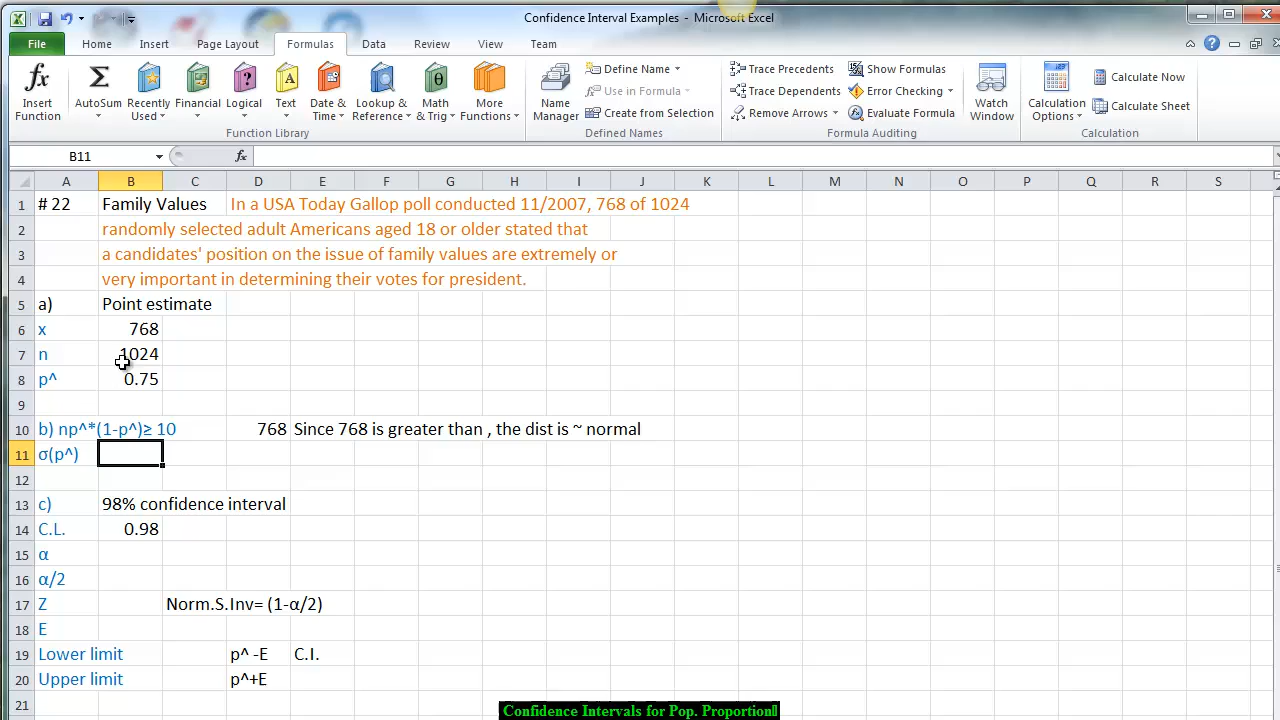 Confidence Interval Examples - Microsoft Excel
File Home Insert Page Layout Formulas Data Review View Team
Insert Function
AutoSum
Recently Used
Financial
Logical
Text
Date & Time
Lookup & Reference
Math & Trig
More Functions
Function Library
Name Manager
Define Name
Use in Formula
Create from Selection
Defined Names
Trace Precedents
Trace Dependents
Remove Arrows
Show Formulas
Error Checking
Evaluate Formula
Formula Auditing
Watch Window
Calculation Options
Calculate Now
Calculate Sheet
Calculation
B11 fx
A B C D E F G H I J K L M N O P Q R S
1 # 22 Family Values In a USA Today Gallop poll conducted 11/2007, 768 of 1024
2 randomly selected adult Americans aged 18 or older stated that
3 a candidates' position on the issue of family values are extremely or
4 very important in determining their votes for president.
5 a) Point estimate
6 x 768
7 n 1024
8 p^ 0.75
9
10 b) np^*(1-p^)≥ 10 768 Since 768 is greater than , the dist is ~ normal
11 σ(p^)
12
13 c) 98% confidence interval
14 C.L. 0.98
15 α
16 α/2
17 Z Norm.S.Inv= (1-α/2)
18 E
19 Lower limit p^ -E C.I.
20 Upper limit p^+E
21
Confidence Intervals for Pop. Proportion